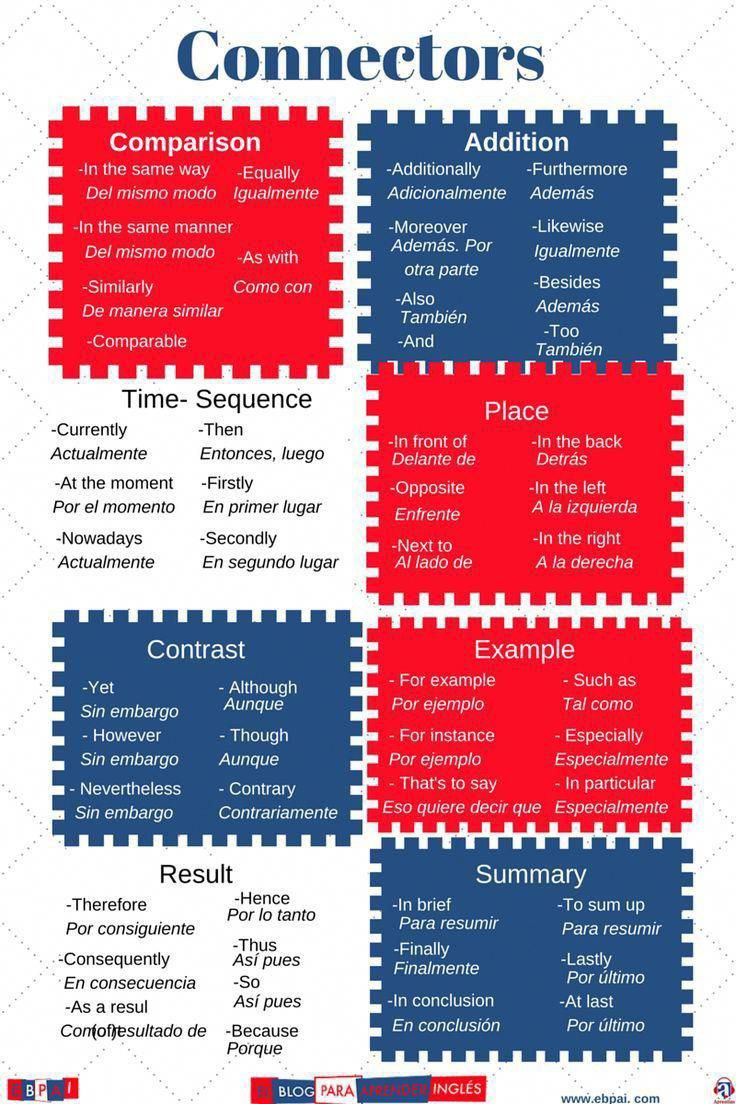 Connectors
Comparison
-In the same way
Del mismo modo
-Equally
Igualmente
-In the same manner
Del mismo modo
-As with
Como con
-Similarly
De manera similar
-Comparable
Addition
-Additionally
Adicionalmente
-Furthermore
Además
-Moreover
Además. Por
otra parte
-Likewise
Igualmente
-Also
También
-Besides
Además
-And
-Too
También
Time- Sequence
-Currently
Actualmente
-Then
Entonces, luego
-At the moment
Por el momento
-Firstly
En primer lugar
-Nowadays
Actualmente
-Secondly
En segundo lugar
Place
-In front of
Delante de
-In the back
Detrás
-Opposite
Enfrente
-In the left
A la izquierda
-Next to
Al lado de
-In the right
A la derecha
Contrast
-Yet
Sin embargo
- Although
Aunque
- However
Sin embargo
- Though
Aunque
- Nevertheless
Sin embargo
- Contrary
Contrariamente
Example
- For example
Por ejemplo
- Such as
Tal como
- For instance
Por ejemplo
- Especially
Especialmente
- That's to say
Eso quiere decir que
- In particular
Especialmente
Result
-Therefore
Por consiguiente
-Hence
Por lo tanto
-Consequently
En consecuencia
-Thus
Así pues
-So
Así pues
-As a resul
Como resultado de
-Because
Porque
Summary
-In brief
Para resumir
-To sum up
Para resumir
-Finally
Finalmente
-Lastly
Por último
-In conclusion
En conclusión
-At last
Por último
EBPAI
EL BLOG PARA APRENDER INGLÉS
www.ebpai. com